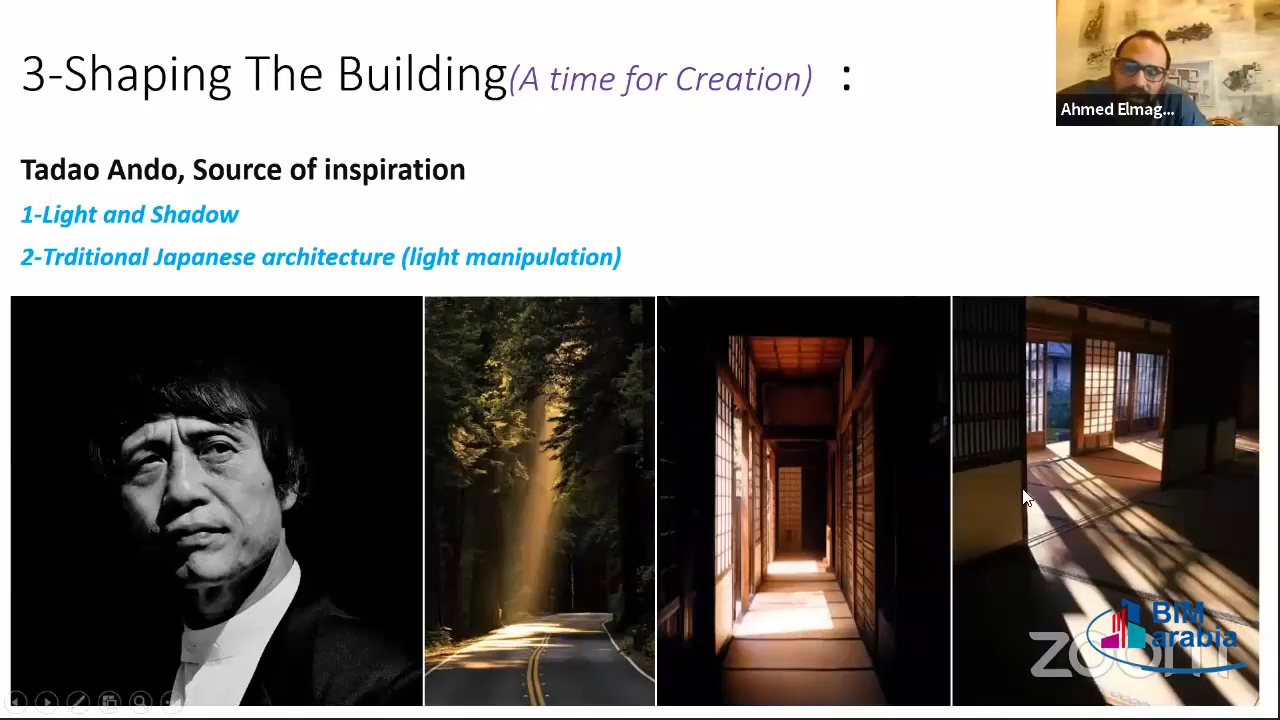 3-Shaping The Building(A time for Creation) :
Ahmed Elmag...
Tadao Ando, Source of inspiration
1-Light and Shadow
2-Trditional Japanese architecture (light manipulation)
BIM
arabia
zoom